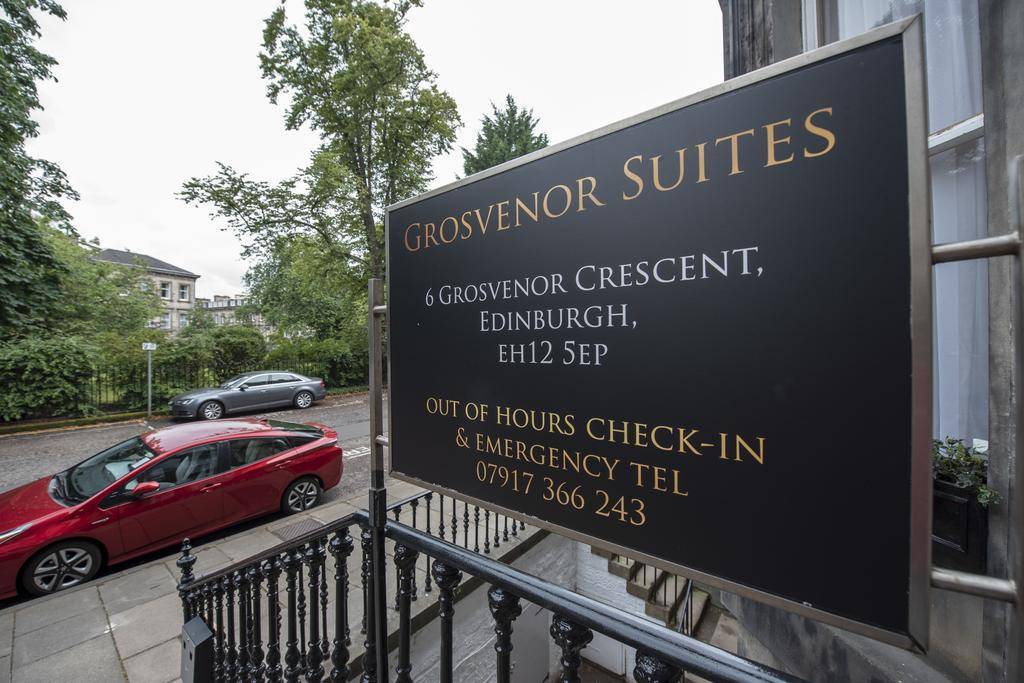 GROSVENOR SUITES
6 GROSVENOR CRESCENT,
EDINBURGH,
EH12 5EP
OUT OF HOURS CHECK-IN
& EMERGENCY TEL
07917 366 243